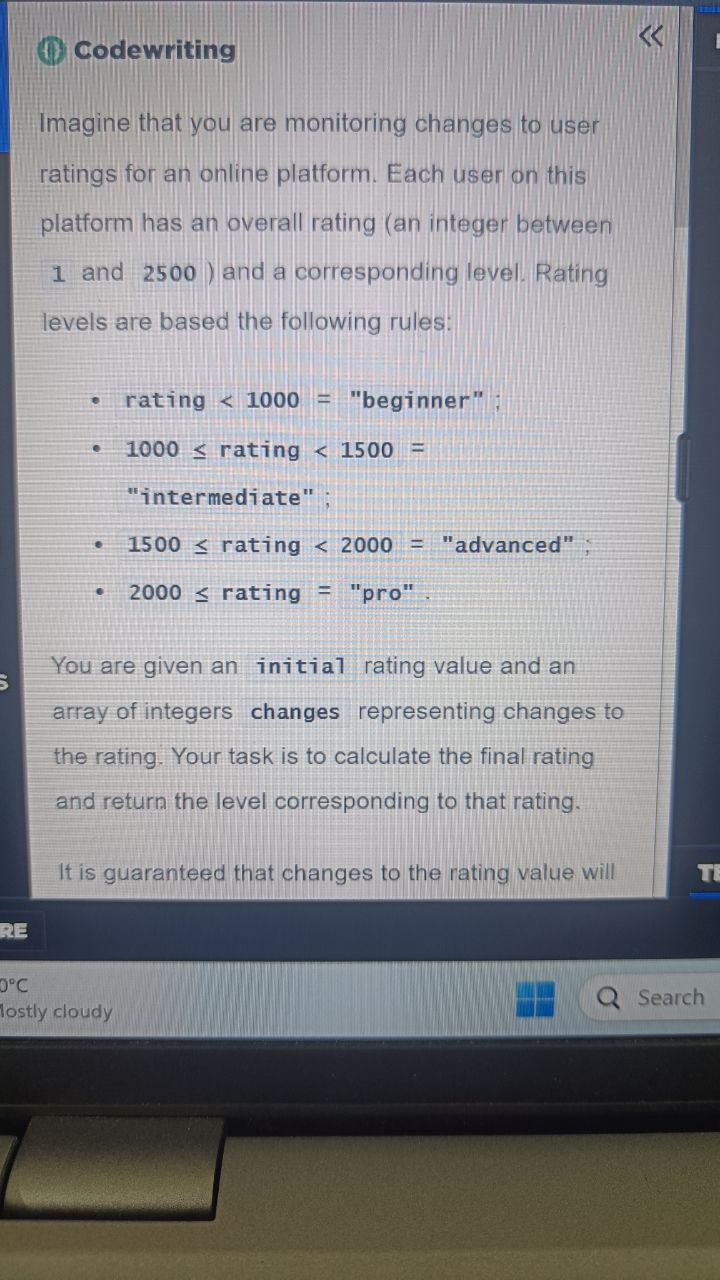 Codewriting
Imagine that you are monitoring changes to user
ratings for an online platform. Each user on this
platform has an overall rating (an integer between
1 and 2500 ) and a corresponding level. Rating
levels are based the following rules:
• rating < 1000 = "beginner" ;
• 1000 ≤ rating < 1500 =
"intermediate" ;
• 1500 ≤ rating < 2000 = "advanced" ;
• 2000 ≤ rating = "pro" .
You are given an initial rating value and an
array of integers changes representing changes to
the rating. Your task is to calculate the final rating
and return the level corresponding to that rating.
It is guaranteed that changes to the rating value will
RE
0°C
Mostly cloudy
Search